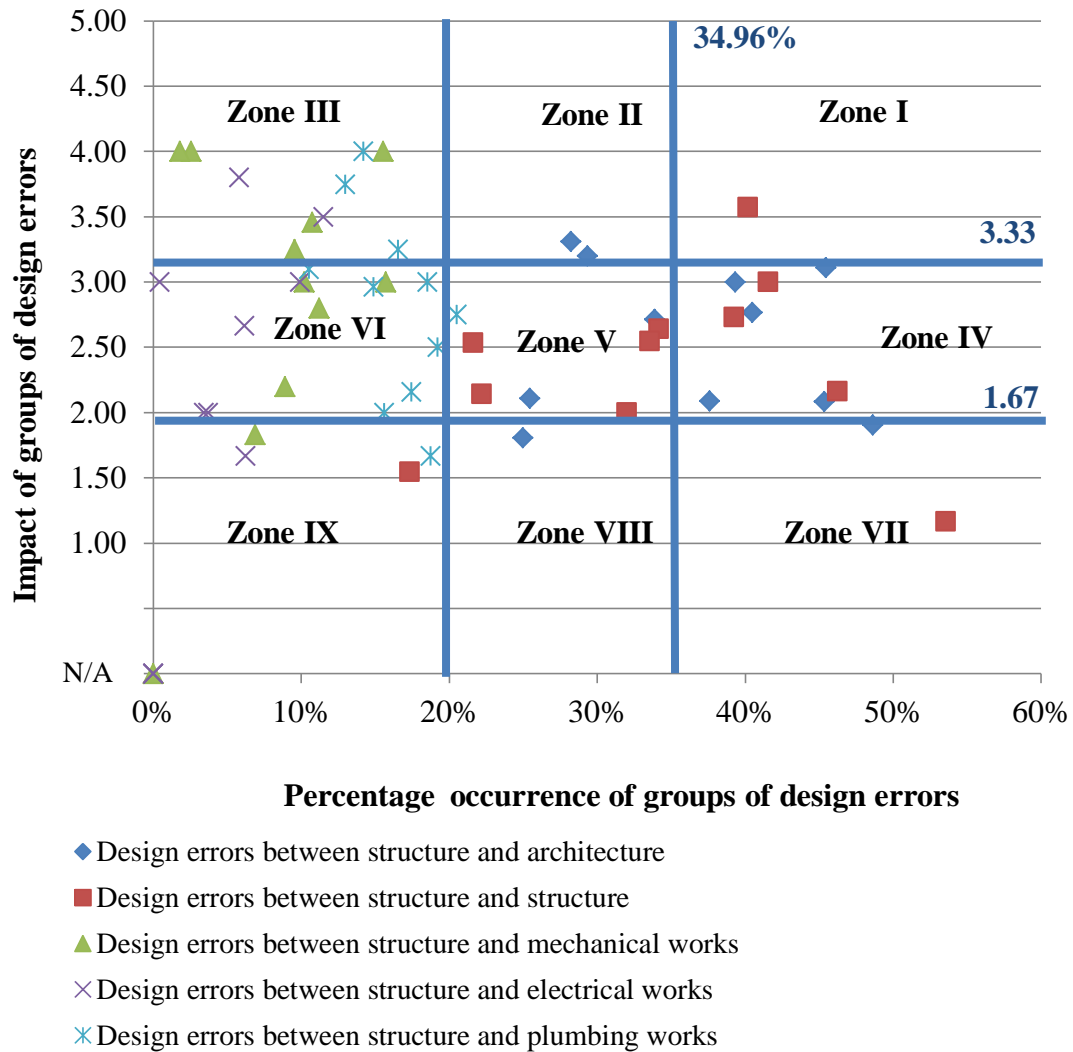 Impact of groups of design errors
5.00
4.50
4.00
3.50
3.00
2.50
2.00
1.50
1.00
N/A
34.96%
Zone III
Zone II
Zone I
3.33
Zone VI
Zone V
Zone IV
1.67
Zone IX
Zone VIII
Zone VII
0%
10%
20%
30%
40%
50%
60%
Percentage occurrence of groups of design errors
Design errors between structure and architecture
Design errors between structure and structure
Design errors between structure and mechanical works
Design errors between structure and electrical works
Design errors between structure and plumbing works